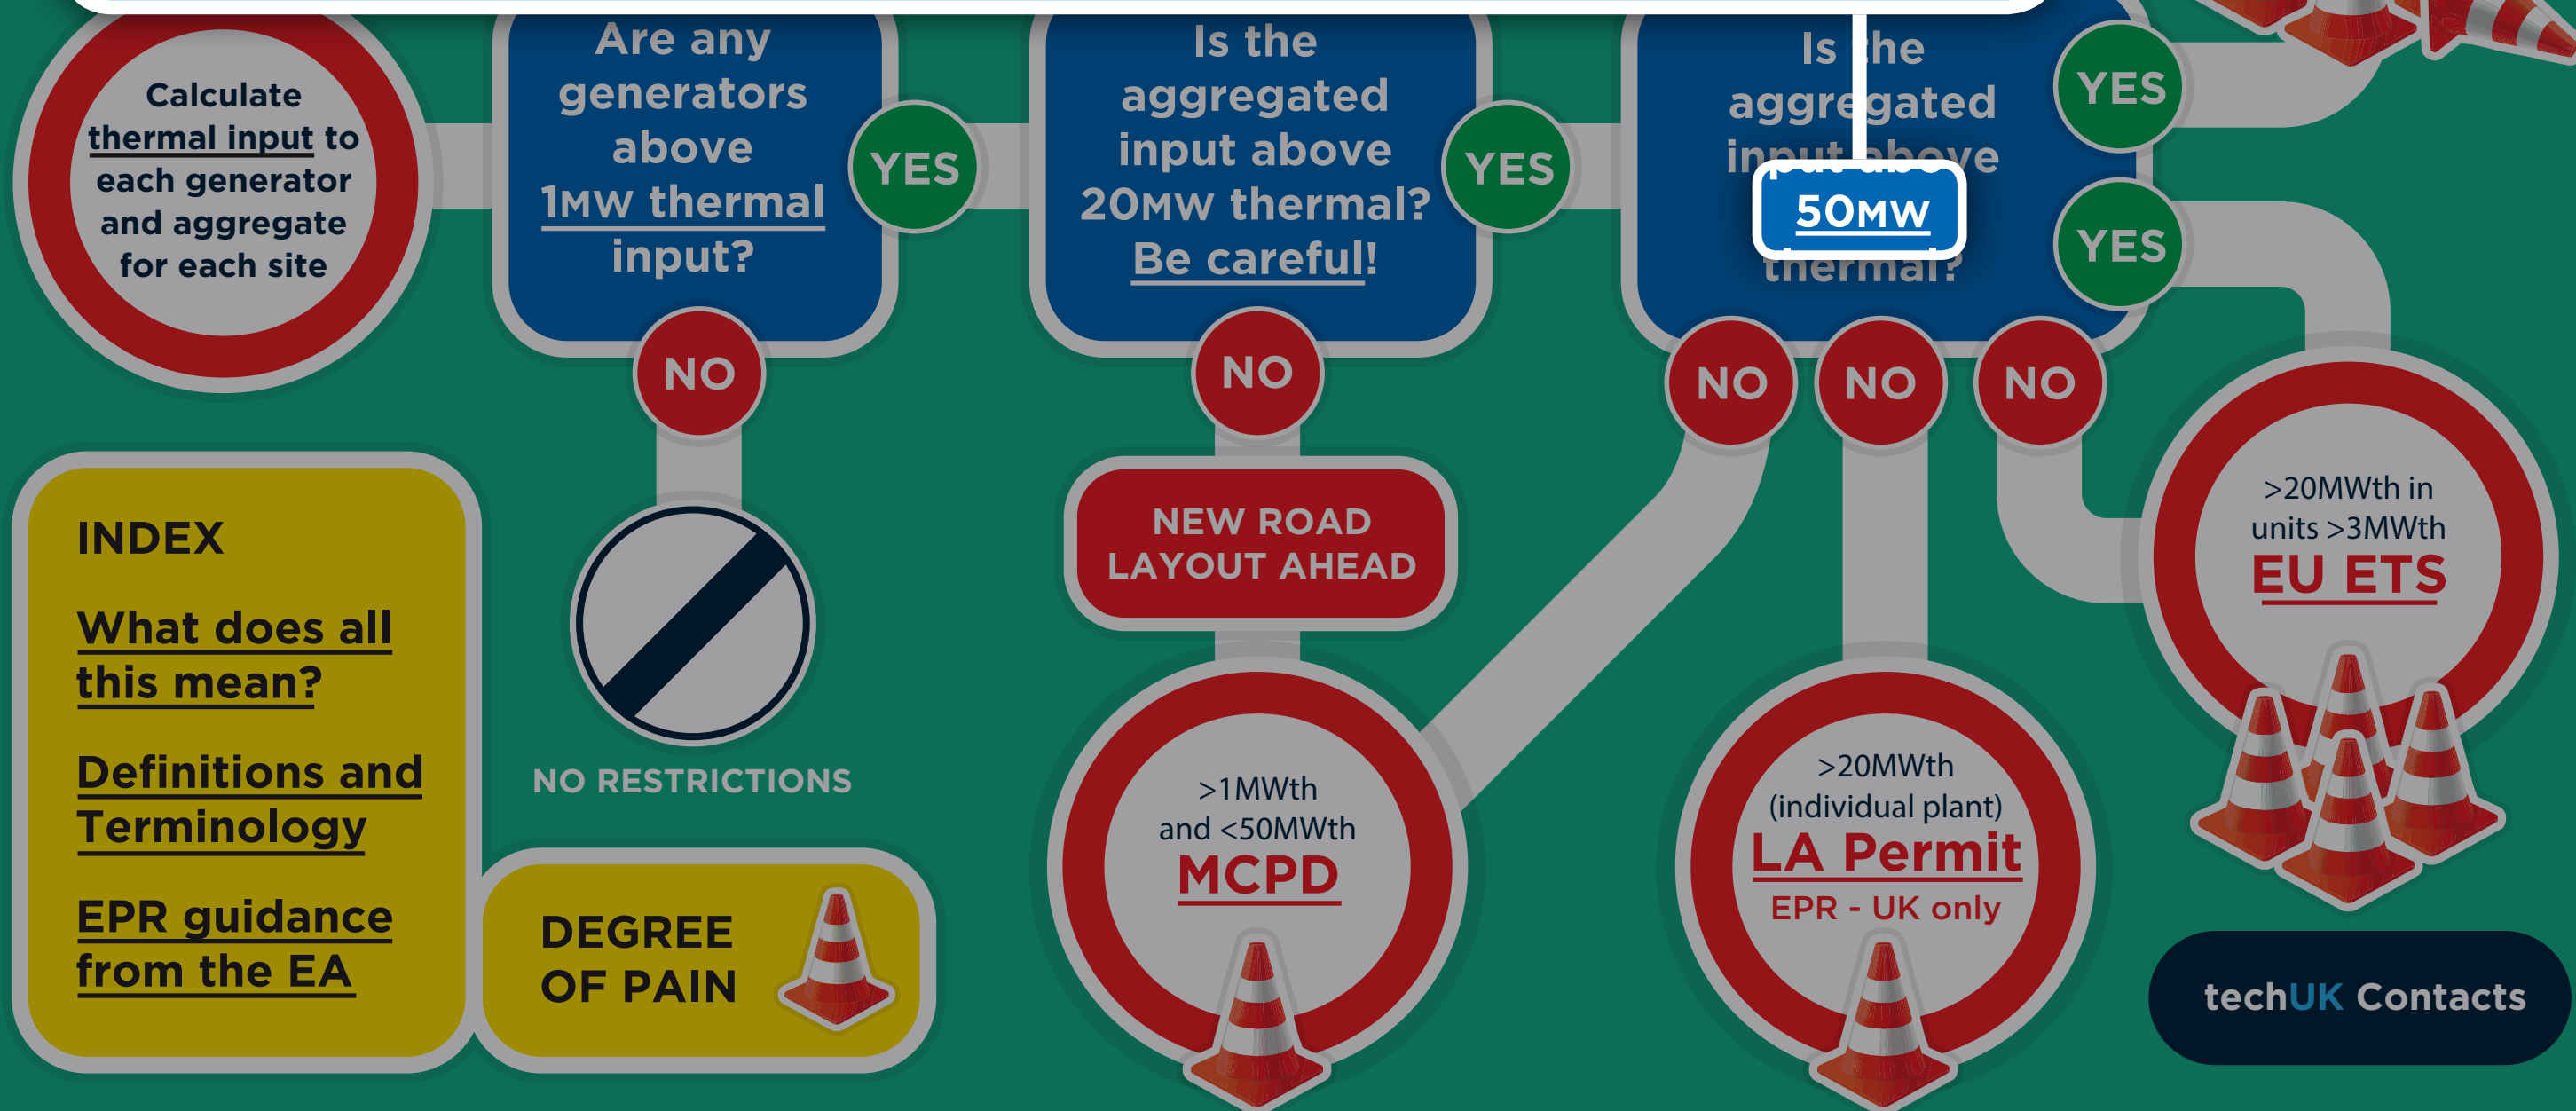 Calculate
thermal input to
each generator
and aggregate
for each site
Are any
generators
above
1MW thermal
input?
YES
NO
NO RESTRICTIONS
Is the
aggregated
input above
20MW thermal?
Be careful!
YES
NO
NEW ROAD
LAYOUT AHEAD
>1MWth
and <50MWth
MCPD
Is the
aggregated
input above
50MW
thermal?
YES
YES
NO
NO
NO
>20MWth
(individual plant)
LA Permit
EPR - UK only
>20MWth in
units >3MWth
EU ETS
INDEX
What does all
this mean?
Definitions and
Terminology
EPR guidance
from the EA
DEGREE
OF PAIN
techUK Contacts